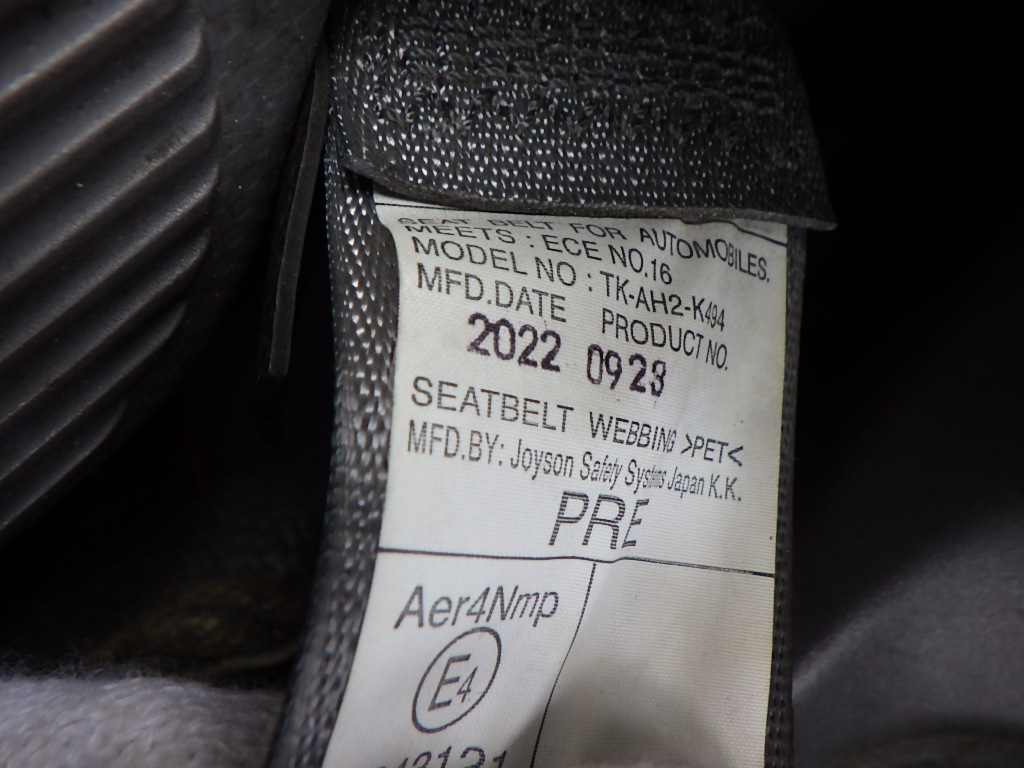 SEAT BELT FOR AUTOMOBILES.
MEETS : ECE NO.16
MODEL NO : TK-AH2-K494
MFD.DATE PRODUCT NO.
2022 0923
SEATBELT WEBBING >PET<
MFD.BY: Joyson Safety Systems Japan K.K.
PRE
Aer4Nmp
E4